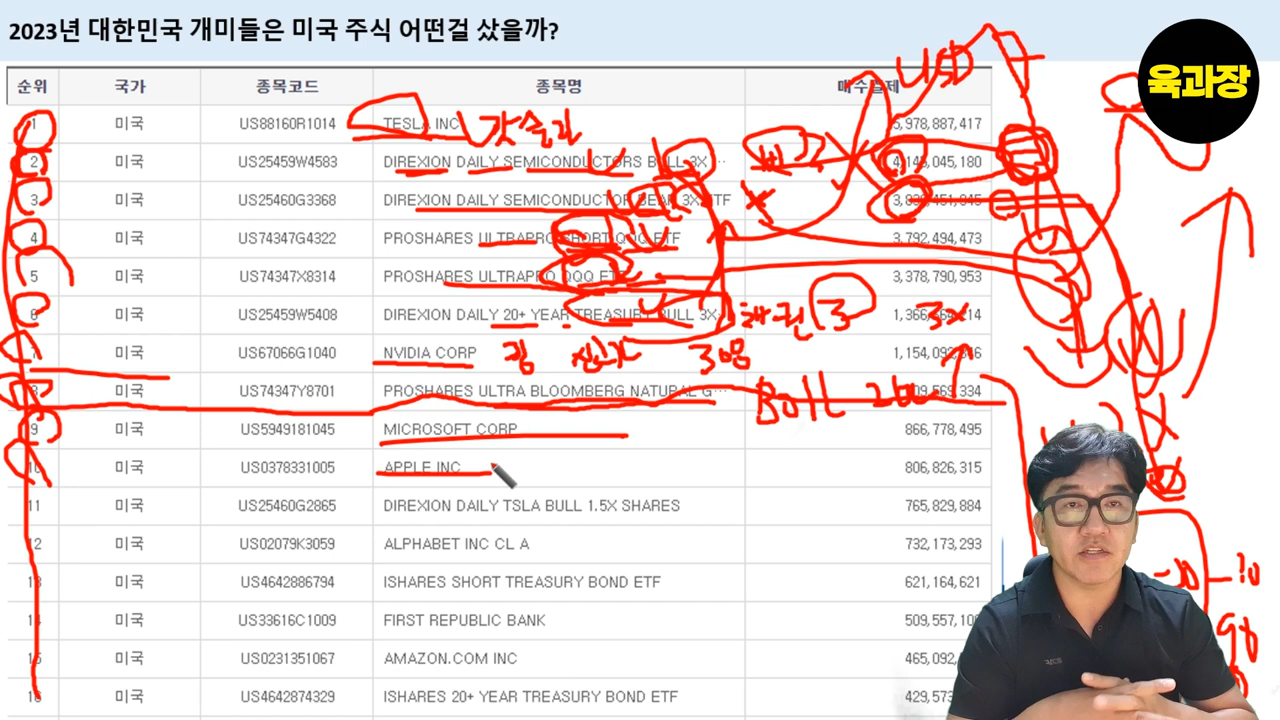 2023년 대한민국 개미들은 미국 주식 어떤걸 샀을까?
육과장
순위 국가 종목코드 종목명
USD
1 미국 US88160R1014 TESLA INC 5,978,887,417
2 미국 US25459W4583 DIREXION DAILY SEMICONDUCTORS BULL 3X ···
3 미국 US25460G3368 DIREXION DAILY SEMICONDUCTOR BEAR 3X ETF
4 미국 US74347G4322 PROSHARES ULTRAPRO SHORT QQQ ETF 3,792,494,473
5 미국 US74347X8314 PROSHARES ULTRAPRO QQQ ETF 3,378,790,953
6 미국 US25459W5408 DIREXION DAILY 20+ YEAR TREASURY BULL 3X···
채권 3 3x
미국 US67066G1040 NVIDIA CORP
8 미국 US74347Y8701 PROSHARES ULTRA BLOOMBERG NATURAL G···
Bull
9 미국 US5949181045 MICROSOFT CORP 866,778,495
10 미국 US0378331005 APPLE INC 806,826,315
11 미국 US25460G2865 DIREXION DAILY TSLA BULL 1.5X SHARES 765,829,884
12 미국 US02079K3059 ALPHABET INC CL A 732,173,293
13 미국 US4642886794 ISHARES SHORT TREASURY BOND ETF 621,164,621
14 미국 US33616C1009 FIRST REPUBLIC BANK
15 미국 US0231351067 AMAZON.COM INC
16 미국 US4642874329 ISHARES 20+ YEAR TREASURY BOND ETF